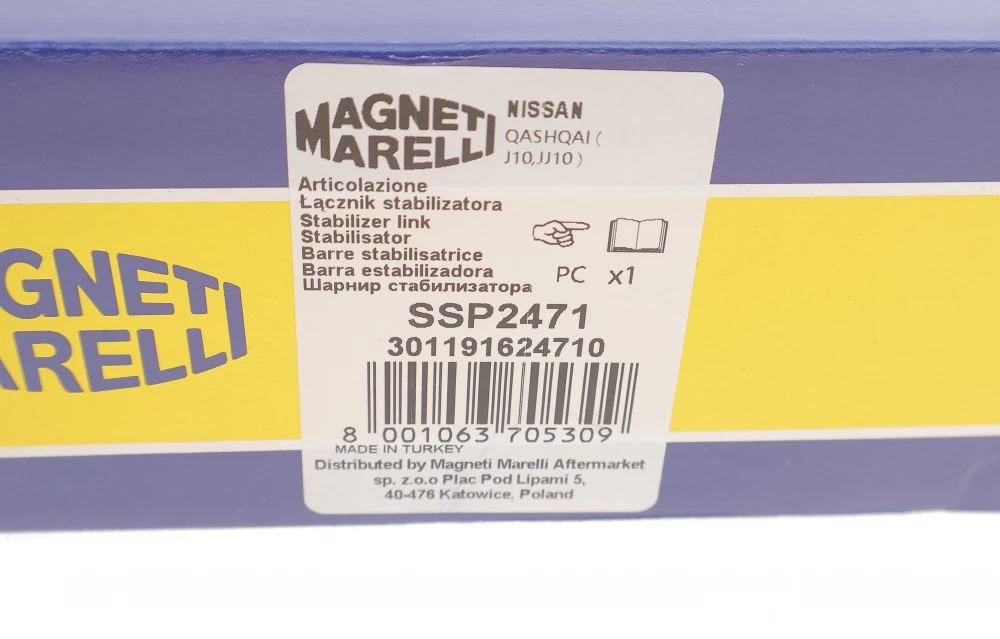 MAGNETI
MARELLI
NISSAN
QASHQAI (
J10,JJ10 )
Articolazione
Łącznik stabilizatora
Stabilizer link
Stabilisator
Barre stabilisatrice
Barra estabilizadora
Шарнир стабилизатора
PC x1
SSP2471
301191624710
8 001063 705309
MADE IN TURKEY
Distributed by Magneti Marelli Aftermarket
sp. z.o.o Plac Pod Lipami 5,
40-476 Katowice, Poland
GNETI
ARELLI